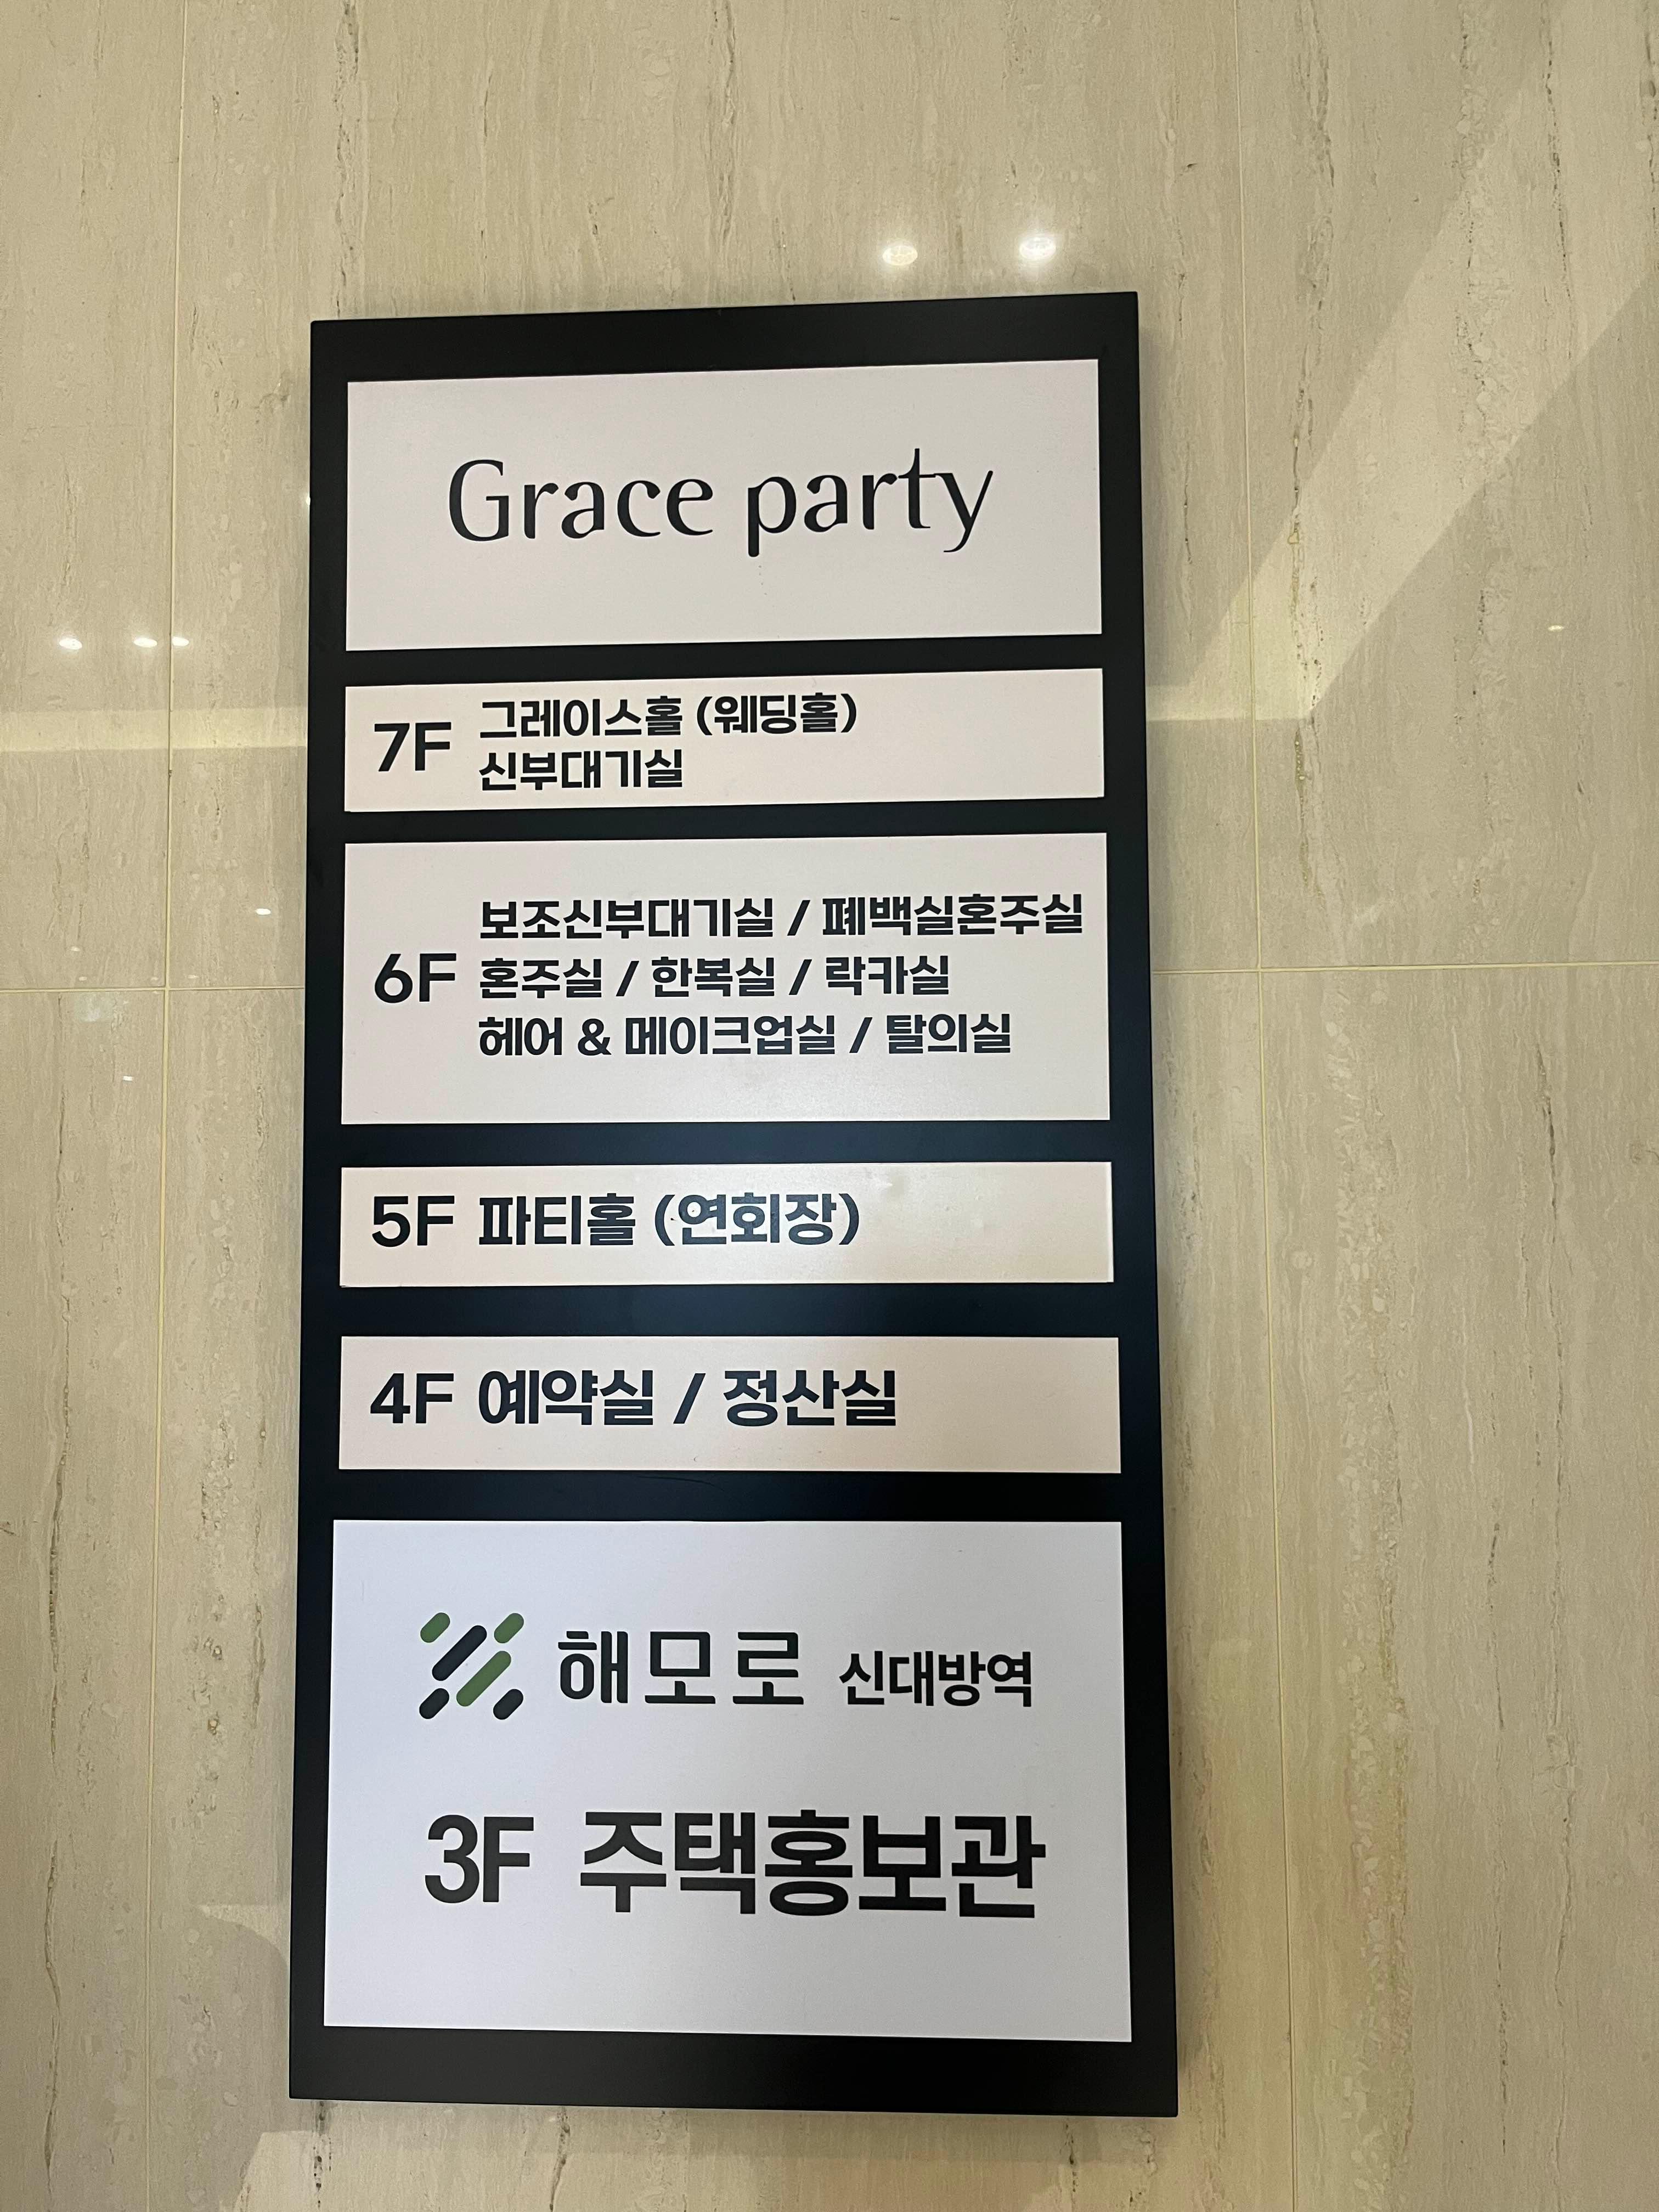 Grace party
7F 그레이스홀 (웨딩홀)
신부대기실
6F 보조신부대기실 / 폐백실혼주실
혼주실 / 한복실 / 락카실
헤어 & 메이크업실 / 탈의실
5F 파티홀 (연회장)
4F 예약실 / 정산실
해모로 신대방역
3F 주택홍보관